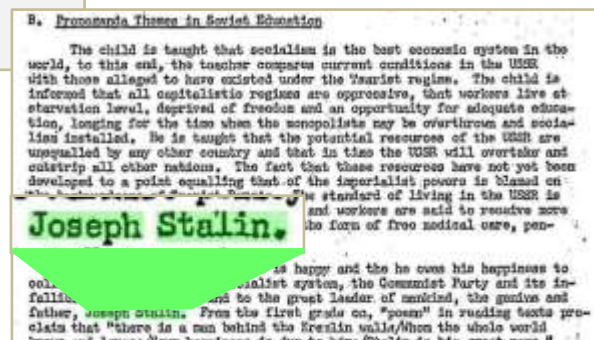 B. Propaganda Themes in Soviet Education
The child is taught that socialism is the best economic system in the
world, to this end, the teacher compares current conditions in the USSR
with those alleged to have existed under the Tsarist regime. The child is
informed that all capitalistic regimes are oppressive, that workers live at
starvation level, deprived of freedom and an opportunity for adequate educa-
tion, longing for the time when the monopolists may be overthrown and socia-
lism installed. He is taught that the potential resources of the USSR are
unequalled by any other country and that in time the USSR will overtake and
outstrip all other nations. The fact that these resources have not yet been
developed to a point equalling that of the imperialist powers is blamed on
the standard of living in the USSR is
Joseph Stalin.
and workers are said to receive more
the form of free medical care, pen-
is happy and the he owes his happiness to
system, the Communist Party and its in-
and to the great leader of mankind, the genius and
father, Joseph Stalin. From the first grade on, "poems" in reading texts pro-
claim that "there is a man behind the Kremlin walls/Whom the whole world